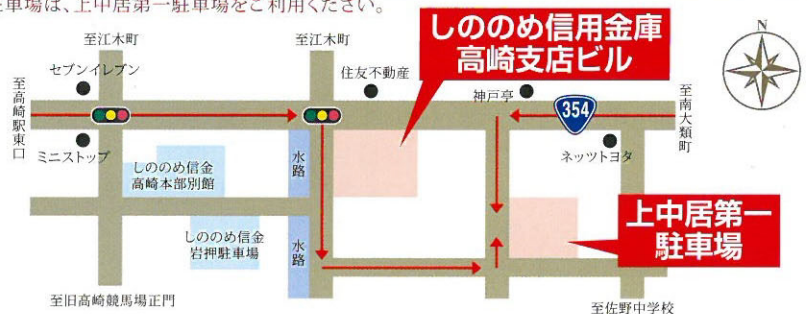 駐車場は、上中居第一駐車場をご利用ください。
至江木町
至江木町
しののめ信用金庫
高崎支店ビル
N
セブンイレブン
住友不動産
神戸亭
至南大類町
354
至高崎駅東口
ミニストップ
水路
ネッツトヨタ
しののめ信金
高崎本部別館
上中居第一
駐車場
しののめ信金
岩押駐車場
水路
至旧高崎競馬場正門
至佐野中学校